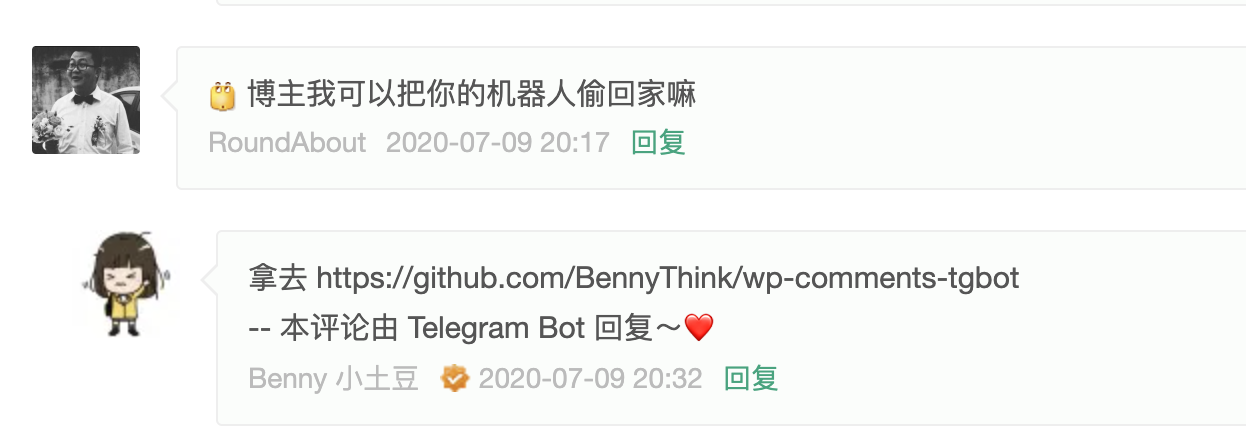 博主我可以把你的机器人偷回家嘛
RoundAbout 2020-07-09 20:17 回复
拿去 https://github.com/BennyThink/wp-comments-tgbot
-- 本评论由 Telegram Bot 回复～❤️
Benny 小土豆 2020-07-09 20:32 回复